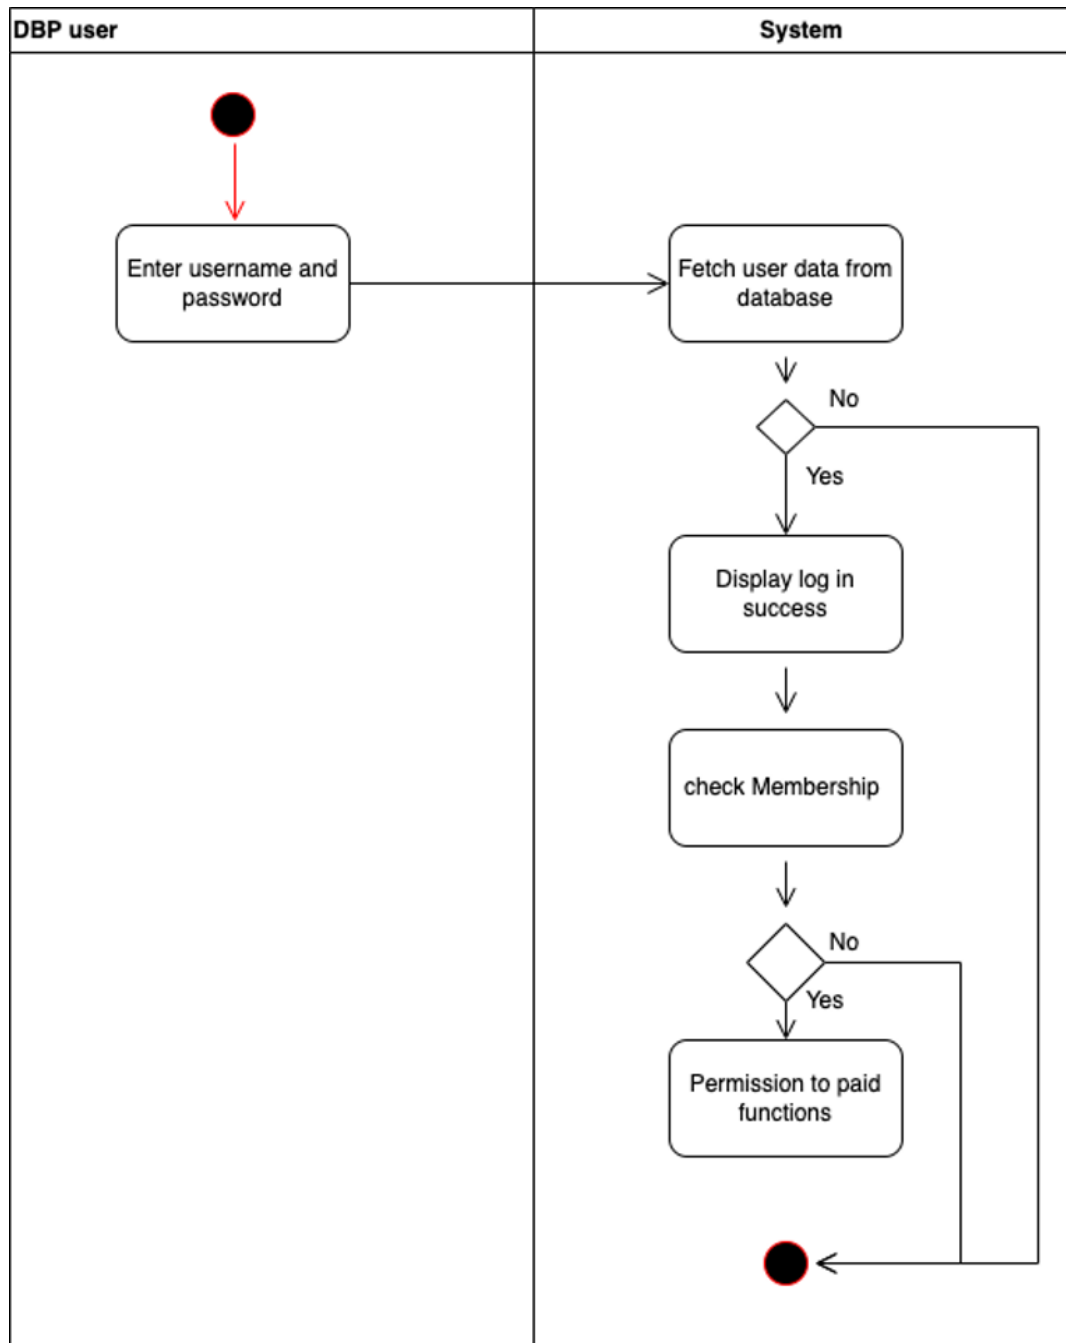 DBP user
System
Enter username and
password
Fetch user data from
database
No
Yes
Display log in
success
check Membership
No
Yes
Permission to paid
functions